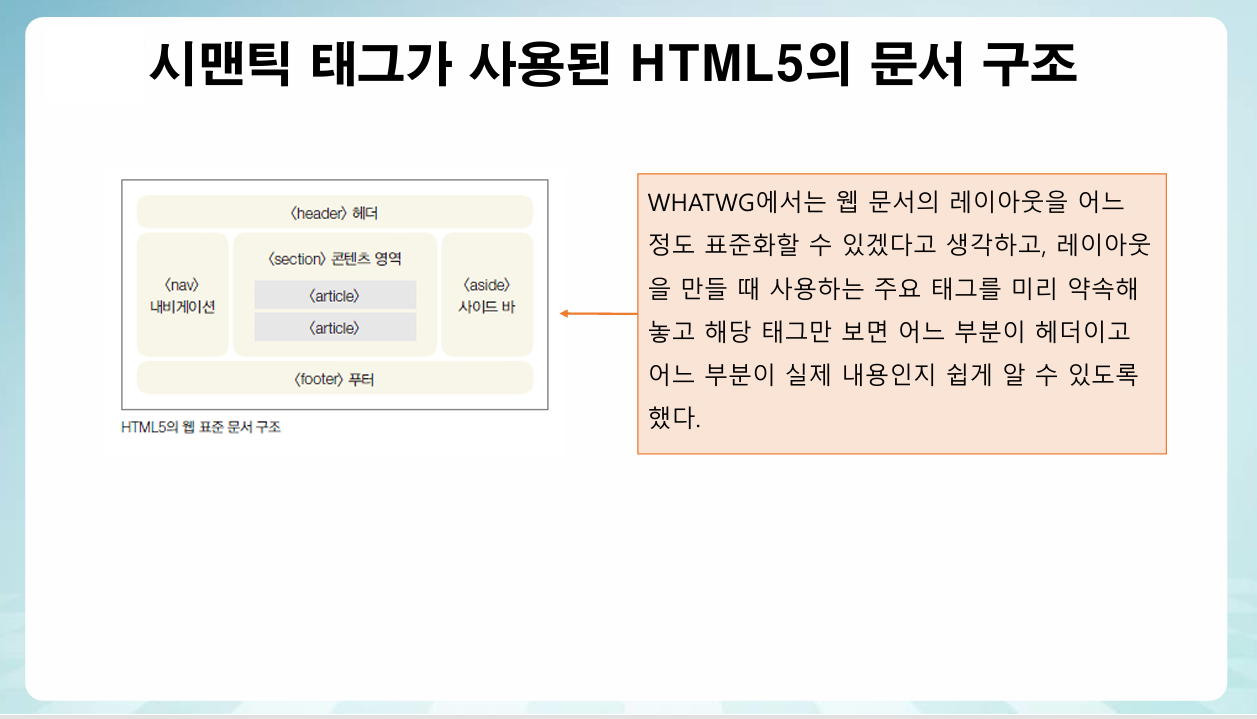 시맨틱 태그가 사용된 HTML5의 문서 구조
<header> 헤더
<nav>
내비게이션
<section> 콘텐츠 영역
<article>
<article>
<aside>
사이드 바
<footer> 푸터
HTML5의 웹 표준 문서 구조
WHATWG에서는 웹 문서의 레이아웃을 어느
정도 표준화할 수 있겠다고 생각하고, 레이아웃
을 만들 때 사용하는 주요 태그를 미리 약속해
놓고 해당 태그만 보면 어느 부분이 헤더이고
어느 부분이 실제 내용인지 쉽게 알 수 있도록
했다.